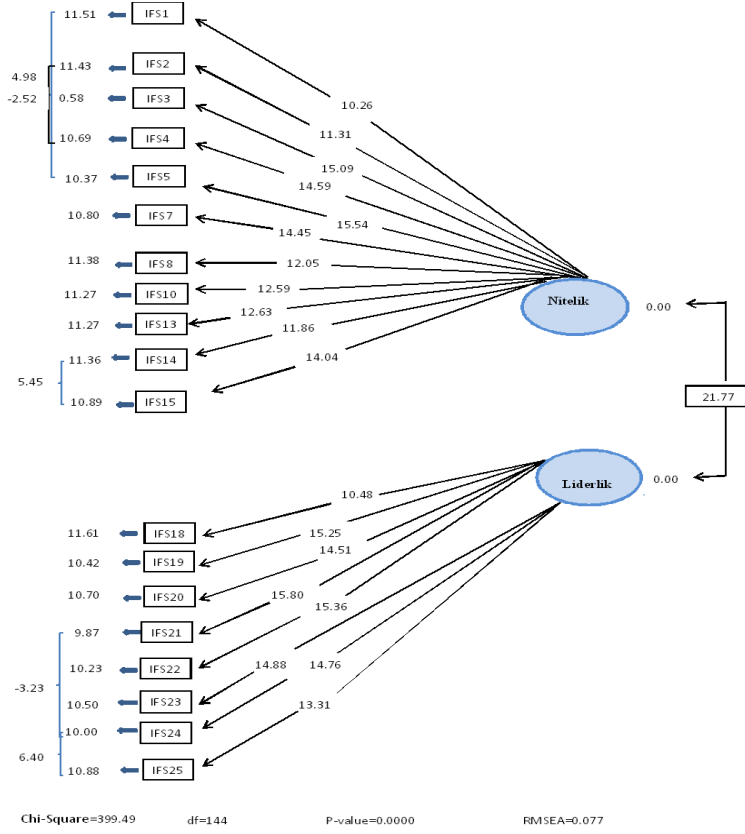 11.51 IFS1
11.43 IFS2
4.98
-2.52 0.58 IFS3
10.26
10.69 IFS4
11.31
10.37 IFS5
15.09
14.59
10.80 IFS7
15.54
14.45
11.38 IFS8
12.05
11.27 IFS10
12.59
Nitelik 0.00
11.27 IFS13
12.63
11.86
11.36 IFS14
14.04
5.45
10.89 IFS15
21.77
Liderlik 0.00
10.48
11.61 IFS18
15.25
14.51
10.42 IFS19
10.70 IFS20
15.80
15.36
9.87 IFS21
10.23 IFS22
14.88 14.76
-3.23
10.50 IFS23
13.31
10.00 IFS24
6.40
10.88 IFS25
Chi-Square=399.49 df=144 P-value=0.0000 RMSEA=0.077